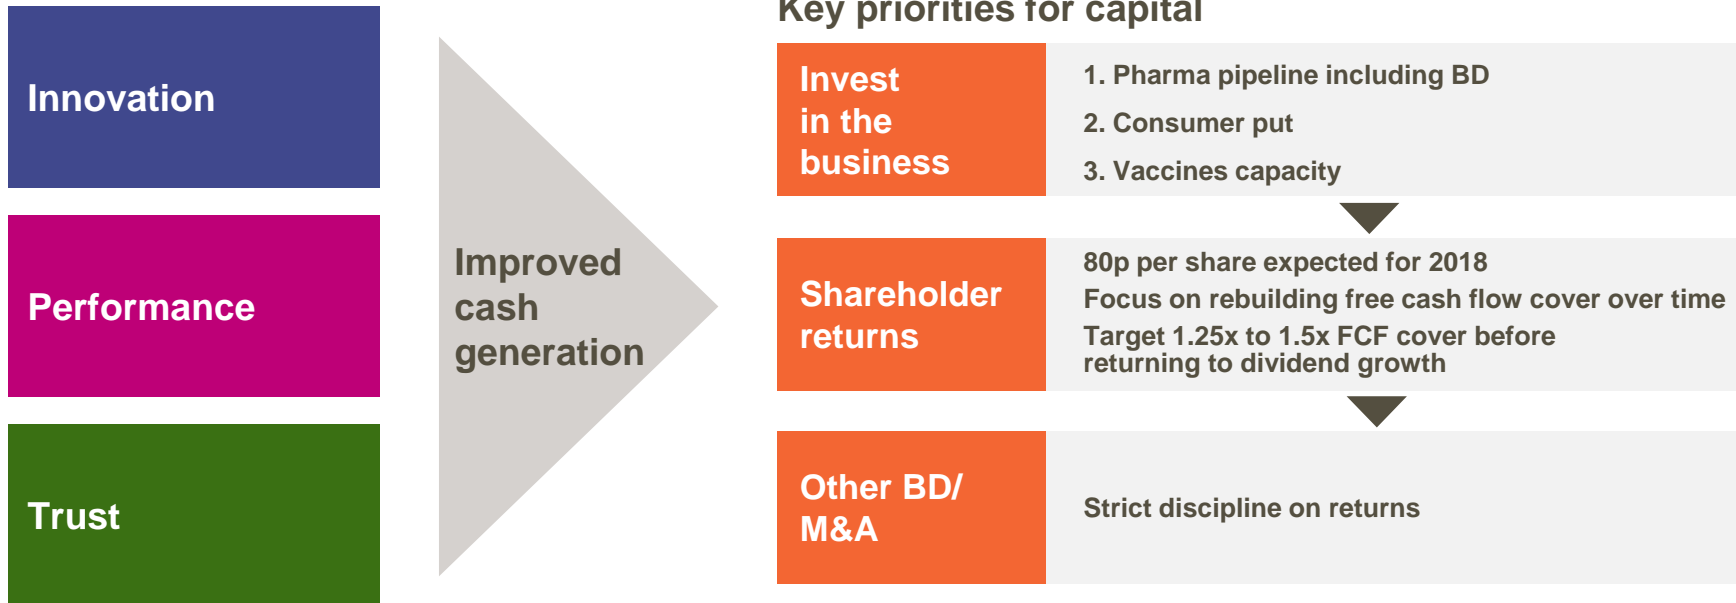 Innovation
Performance
Trust
Improved
cash
generation
Key priorities for capital
Invest
in the
business
1. Pharma pipeline including BD
2. Consumer put
3. Vaccines capacity
Shareholder
returns
80p per share expected for 2018
Focus on rebuilding free cash flow cover over time
Target 1.25x to 1.5x FCF cover before
returning to dividend growth
Other BD/
M&A
Strict discipline on returns